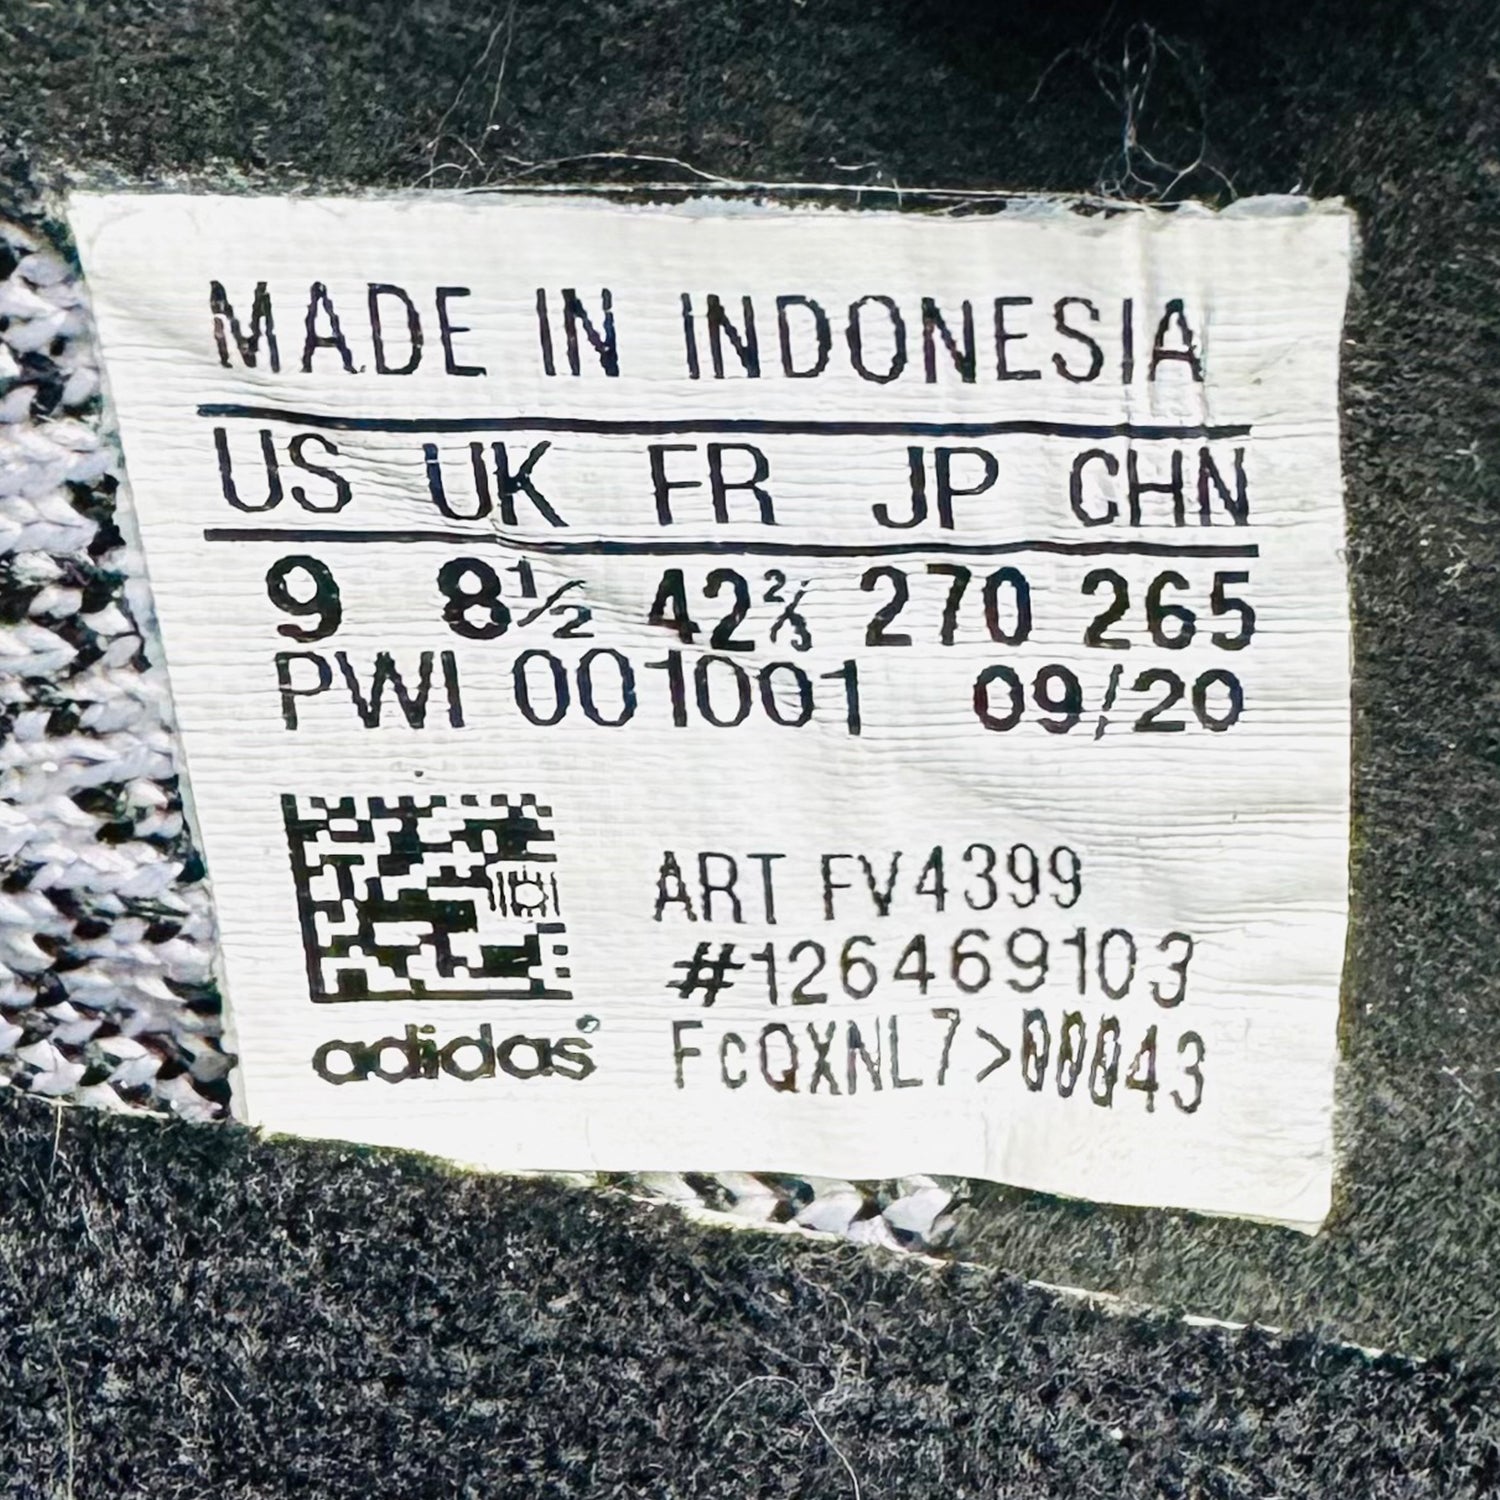 MADE IN INDONESIA
US UK FR JP CHN
9 8½ 42⅔ 270 265
PWI 001001 09/20
ART FV4399
#126469103
FcQXNL7>00043
adidas